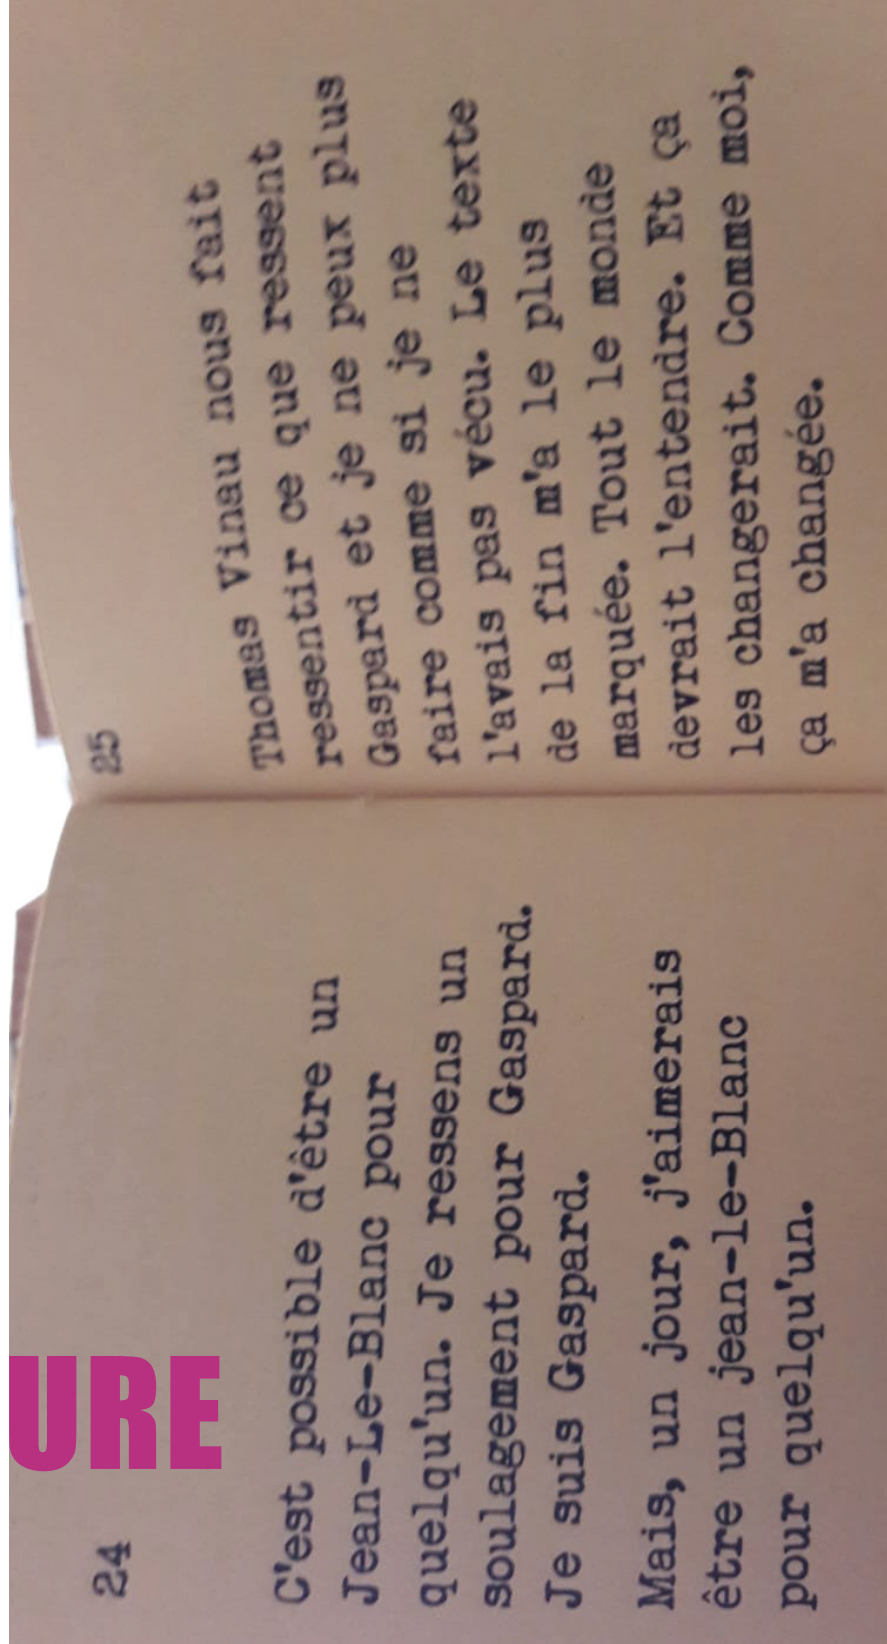 URE
24
C'est possible d'être un
Jean-Le-Blanc pour
quelqu'un. Je ressens un
soulagement pour Gaspard.
Je suis Gaspard.
Mais, un jour, j'aimerais
être un jean-le-Blanc
pour quelqu'un.
25
Thomas Vinau nous fait
ressentir ce que ressent
Gaspard et je ne peux plus
faire comme si je ne
l'avais pas vécu. Le texte
de la fin m'a le plus
marquée. Tout le monde
devrait l'entendre. Et ça
les changerait. Comme moi,
ça m'a changée.